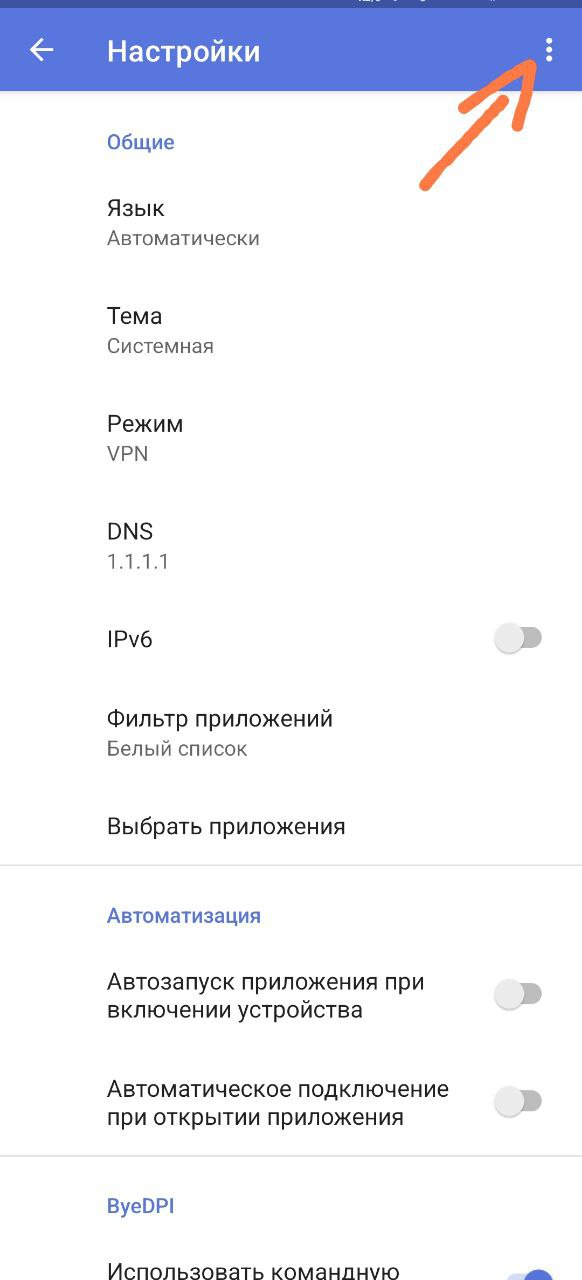 Настройки
Общие
Язык
Автоматически
Тема
Системная
Режим
VPN
DNS
1.1.1.1
IPv6
Фильтр приложений
Белый список
Выбрать приложения
Автоматизация
Автозапуск приложения при
включении устройства
Автоматическое подключение
при открытии приложения
ByeDPI
Использовать командную